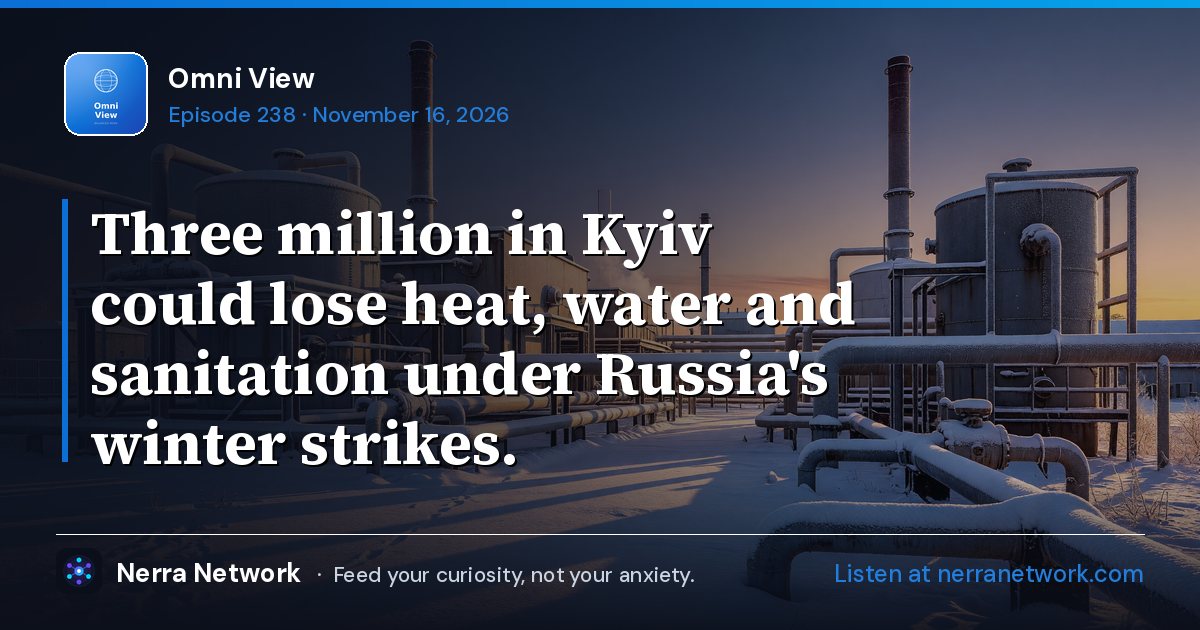 Omni View
Omni
View
Episode 238 · November 16, 2026
Three million in Kyiv
could lose heat, water and
sanitation under Russia's
winter strikes.
Nerra Network · Feed your curiosity, not your anxiety.
Listen at nerranetwork.com